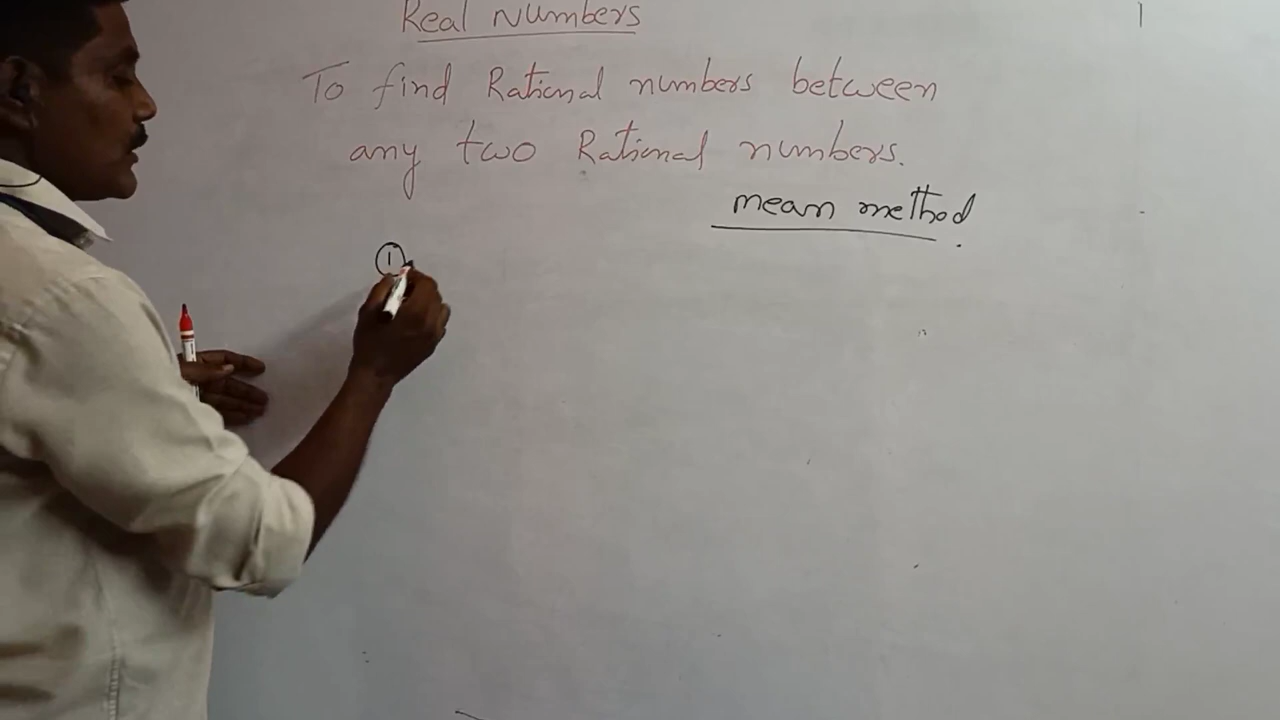 Real Numbers
To find Rational numbers between
any two Rational numbers.
mean method.
1